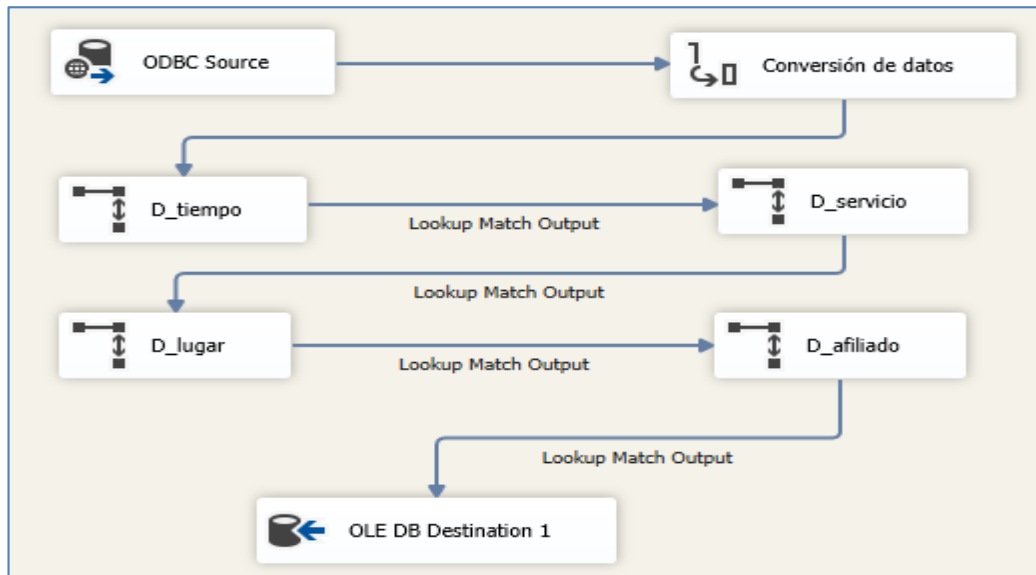 ODBC Source
Conversión de datos
D_tiempo
Lookup Match Output
D_servicio
Lookup Match Output
D_lugar
Lookup Match Output
D_afiliado
Lookup Match Output
OLE DB Destination 1